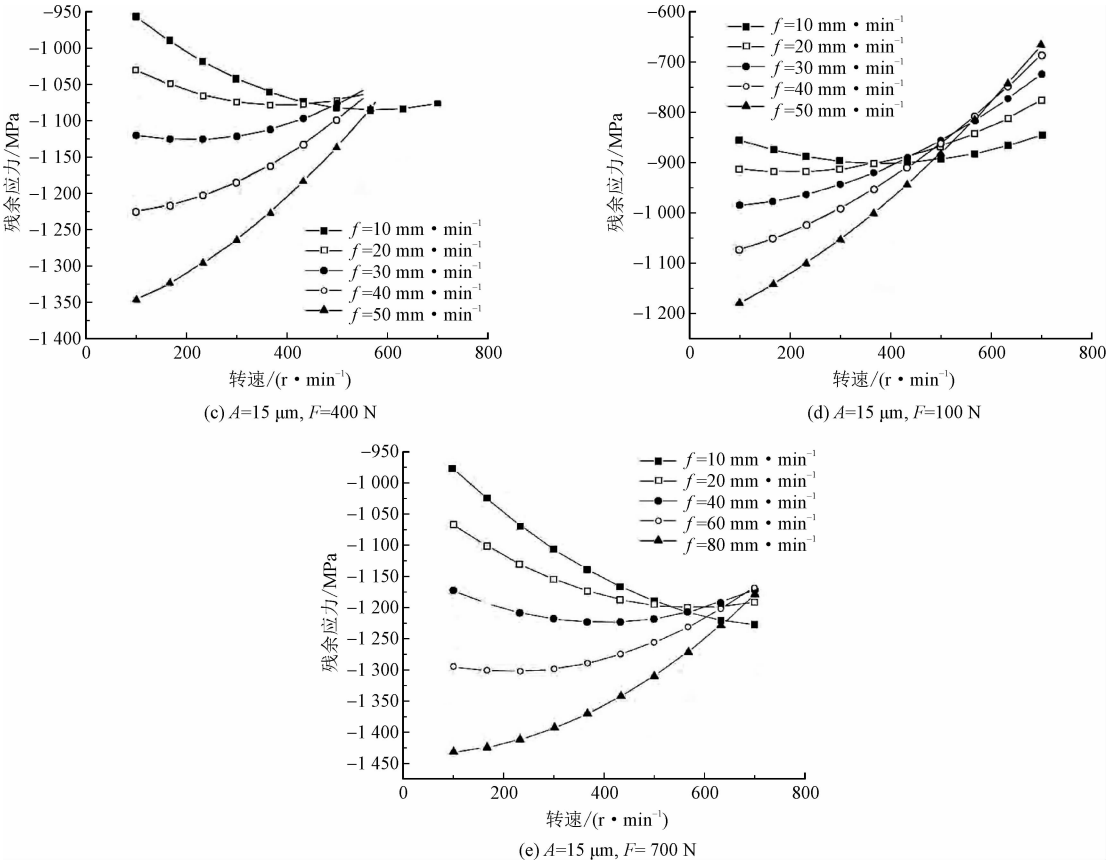 −950
−1 000
−1 050
−1 100
−1 150
−1 200
−1 250
−1 300
−1 350
−1 400
残余应力/MPa
f=10 mm·min⁻¹
f=20 mm·min⁻¹
f=30 mm·min⁻¹
f=40 mm·min⁻¹
f=50 mm·min⁻¹
0 200 400 600 800
转速/(r·min⁻¹)
(c) A=15 μm, F=400 N
−600
−700
−800
−900
−1 000
−1 100
−1 200
残余应力/MPa
f=10 mm·min⁻¹
f=20 mm·min⁻¹
f=30 mm·min⁻¹
f=40 mm·min⁻¹
f=50 mm·min⁻¹
0 200 400 600 800
转速/(r·min⁻¹)
(d) A=15 μm, F=100 N
−950
−1 000
−1 050
−1 100
−1 150
−1 200
−1 250
−1 300
−1 350
−1 400
−1 450
残余应力/MPa
f=10 mm·min⁻¹
f=20 mm·min⁻¹
f=40 mm·min⁻¹
f=60 mm·min⁻¹
f=80 mm·min⁻¹
0 200 400 600 800
转速/(r·min⁻¹)
(e) A=15 μm, F= 700 N